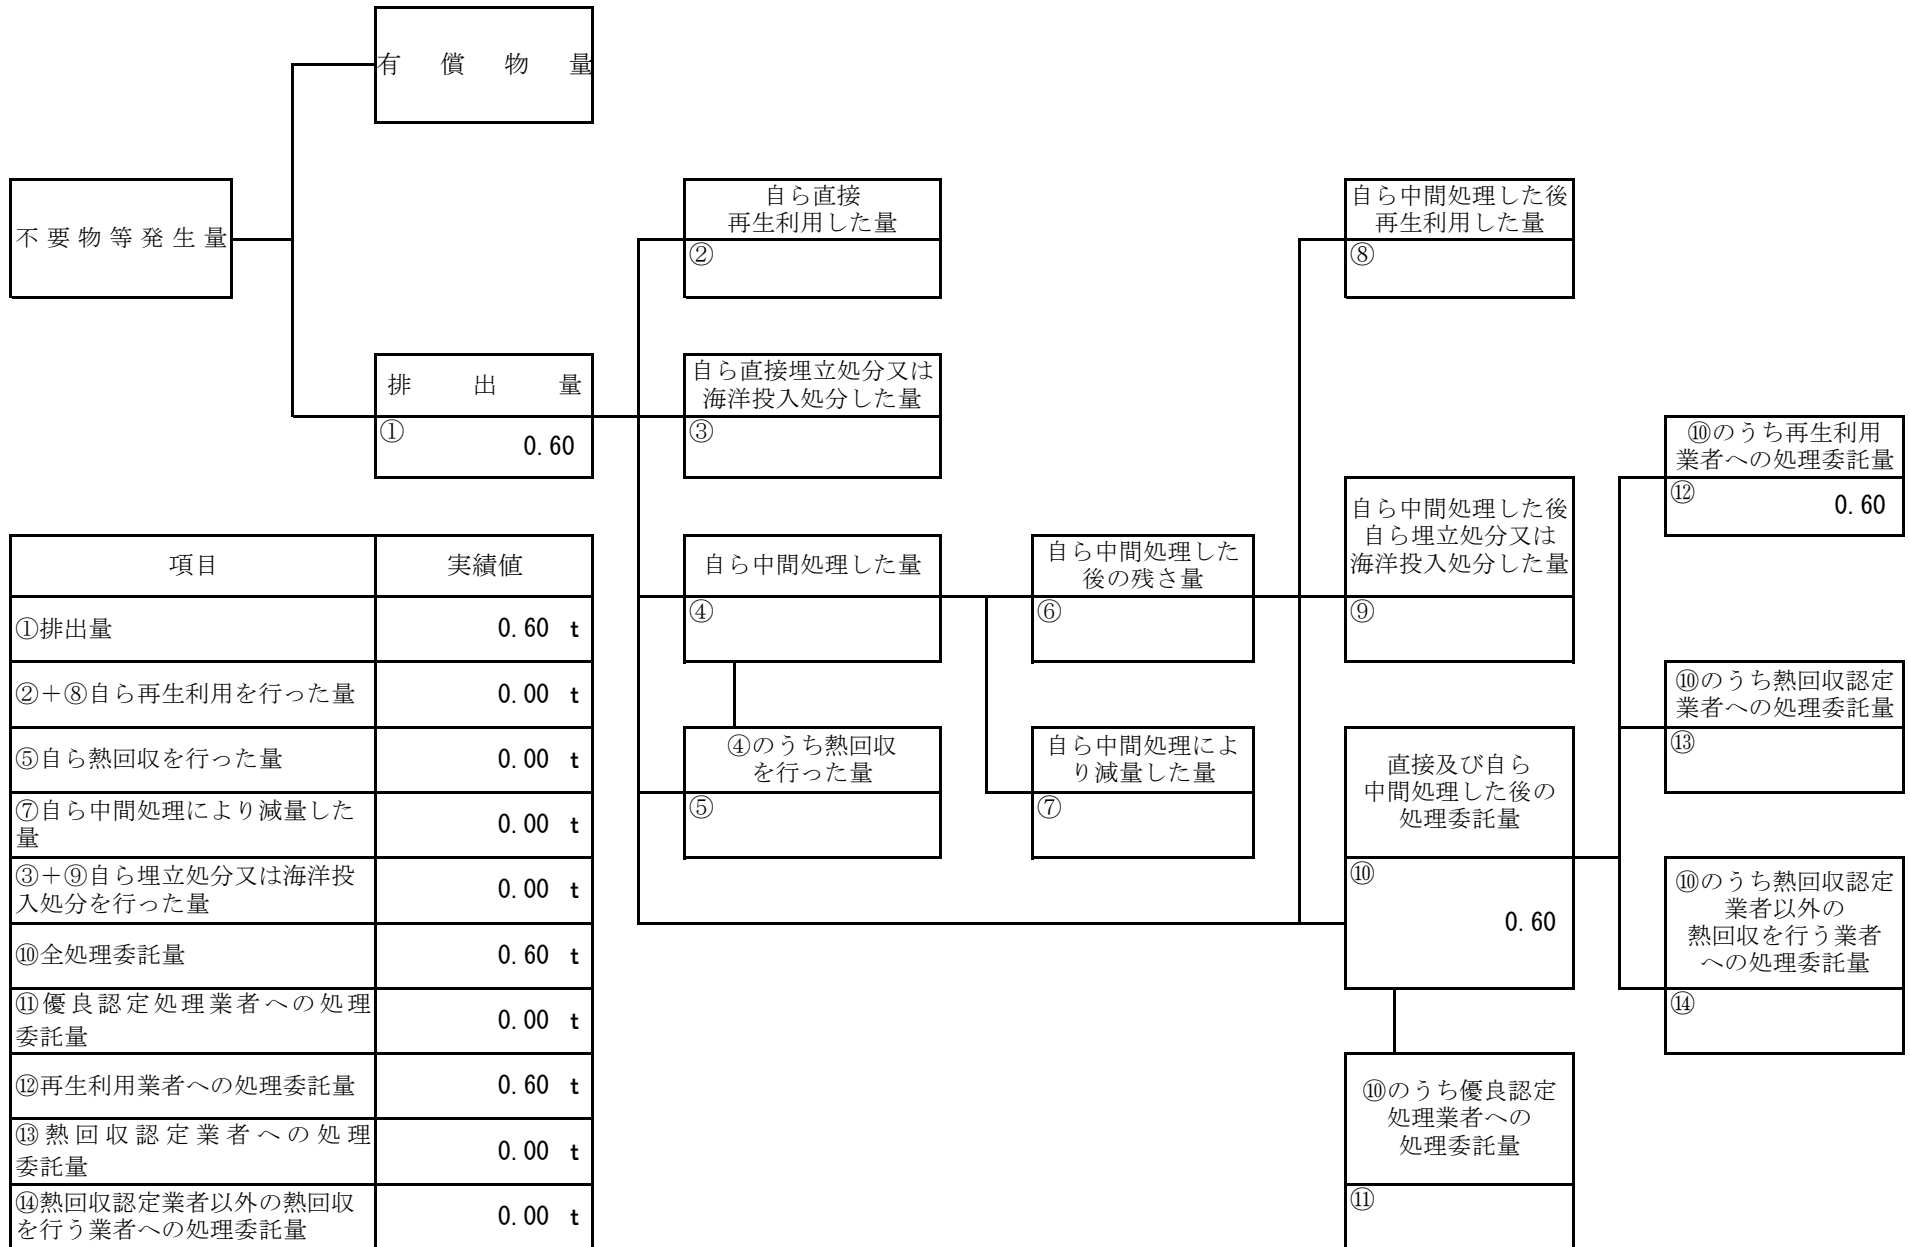 有償物量
不要物等発生量
排出量
①
0.60
自ら直接
再生利用した量
②
自ら直接埋立処分又は
海洋投入処分した量
③
自ら中間処理した量
④
④のうち熱回収
を行った量
⑤
自ら中間処理した
後の残さ量
⑥
自ら中間処理によ
り減量した量
⑦
自ら中間処理した後
再生利用した量
⑧
自ら中間処理した後
自ら埋立処分又は
海洋投入処分した量
⑨
直接及び自ら
中間処理した後の
処理委託量
⑩
0.60
⑩のうち優良認定
処理業者への
処理委託量
⑪
⑩のうち再生利用
業者への処理委託量
⑫
0.60
⑩のうち熱回収認定
業者への処理委託量
⑬
⑩のうち熱回収認定
業者以外の
熱回収を行う業者
への処理委託量
⑭
項目 実績値
①排出量 0.60 t
②＋⑧自ら再生利用を行った量 0.00 t
⑤自ら熱回収を行った量 0.00 t
⑦自ら中間処理により減量した
量 0.00 t
③＋⑨自ら埋立処分又は海洋投
入処分を行った量 0.00 t
⑩全処理委託量 0.60 t
⑪優良認定処理業者への処理
委託量 0.00 t
⑫再生利用業者への処理委託量 0.60 t
⑬熱回収認定業者への処理
委託量 0.00 t
⑭熱回収認定業者以外の熱回収
を行う業者への処理委託量 0.00 t